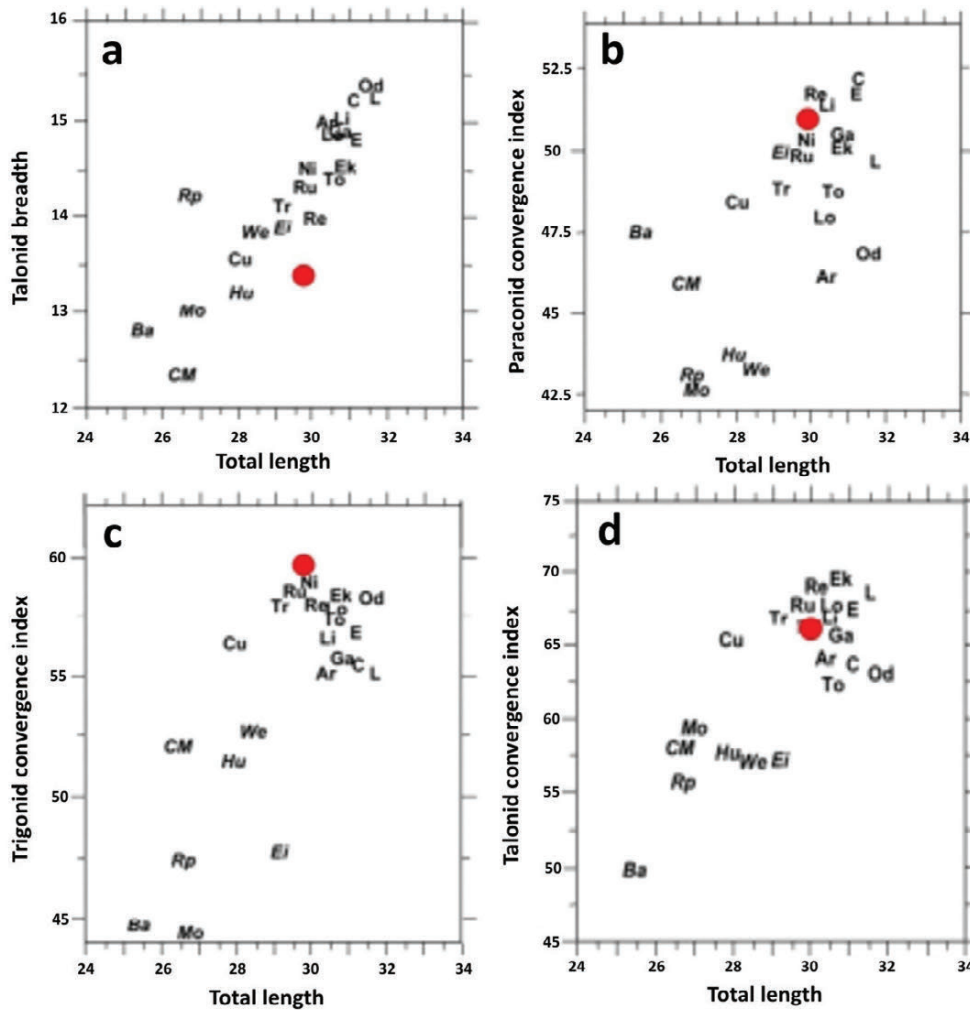 a
Talonid breadth
16
15
14
13
12
Od
C L
Li
Ar
Ga
E
Ni Ek
Ru To
Rp
Tr
Re
We Ei
Cu
Hu
Mo
Ba
CM
24 26 28 30 32 34
Total length
b
Paraconid convergence index
52.5
50
47.5
45
42.5
C
Re E
Li
Ni Ga
Ei Ru Ek
L
Tr To
Cu
Lo
Ba
Od
CM Ar
Hu
We
Rp
Mo
24 26 28 30 32 34
Total length
c
Trigonid convergence index
60
55
50
45
Ni
Ru Ek Od
Tr Re
To
Li E
Cu
Ga C
Ar L
We
CM
Hu
Ei
Rp
Ba
Mo
24 26 28 30 32 34
Total length
d
Talonid convergence index
75
70
65
60
55
50
45
Ek
Re
L
Ru Lo E
Tr Li
Cu Ga
Ar C
Od
To
Mo
CM Hu We Ei
Rp
Ba
24 26 28 30 32 34
Total length